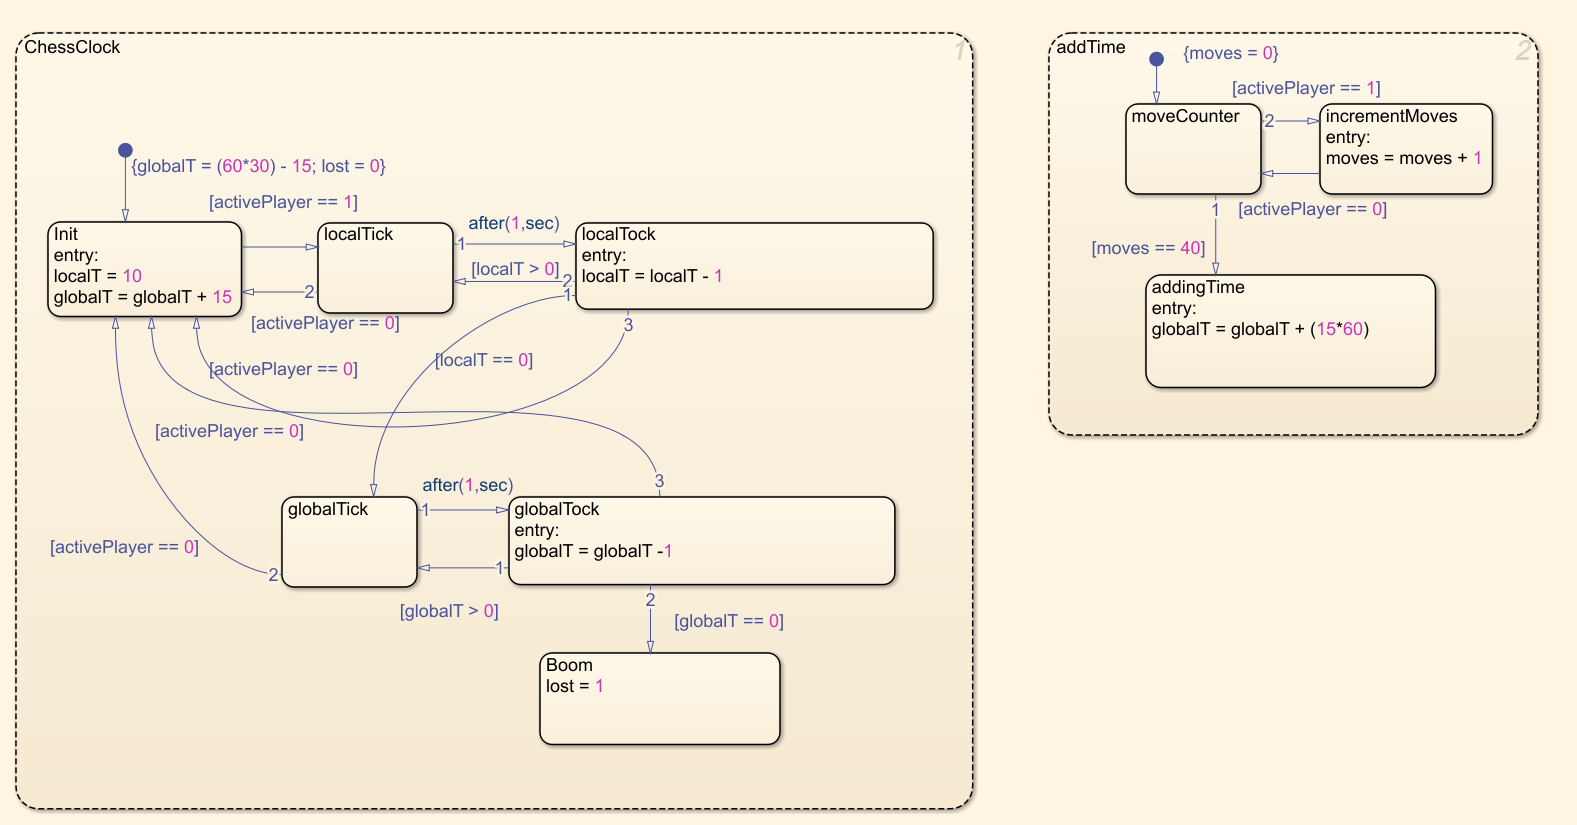 ChessClock
1
{globalT = (60*30) - 15; lost = 0}
[activePlayer == 1]
Init
entry:
localT = 10
globalT = globalT + 15
localTick
2
[activePlayer == 0]
1
after(1,sec)
[localT > 0]
2
1
localTock
entry:
localT = localT - 1
3
[localT == 0]
[activePlayer == 0]
[activePlayer == 0]
3
[activePlayer == 0]
2
globalTick
1
after(1,sec)
1
[globalT > 0]
globalTock
entry:
globalT = globalT -1
2
[globalT == 0]
Boom
lost = 1
addTime
2
{moves = 0}
[activePlayer == 1]
moveCounter
2
incrementMoves
entry:
moves = moves + 1
1
[activePlayer == 0]
[moves == 40]
addingTime
entry:
globalT = globalT + (15*60)